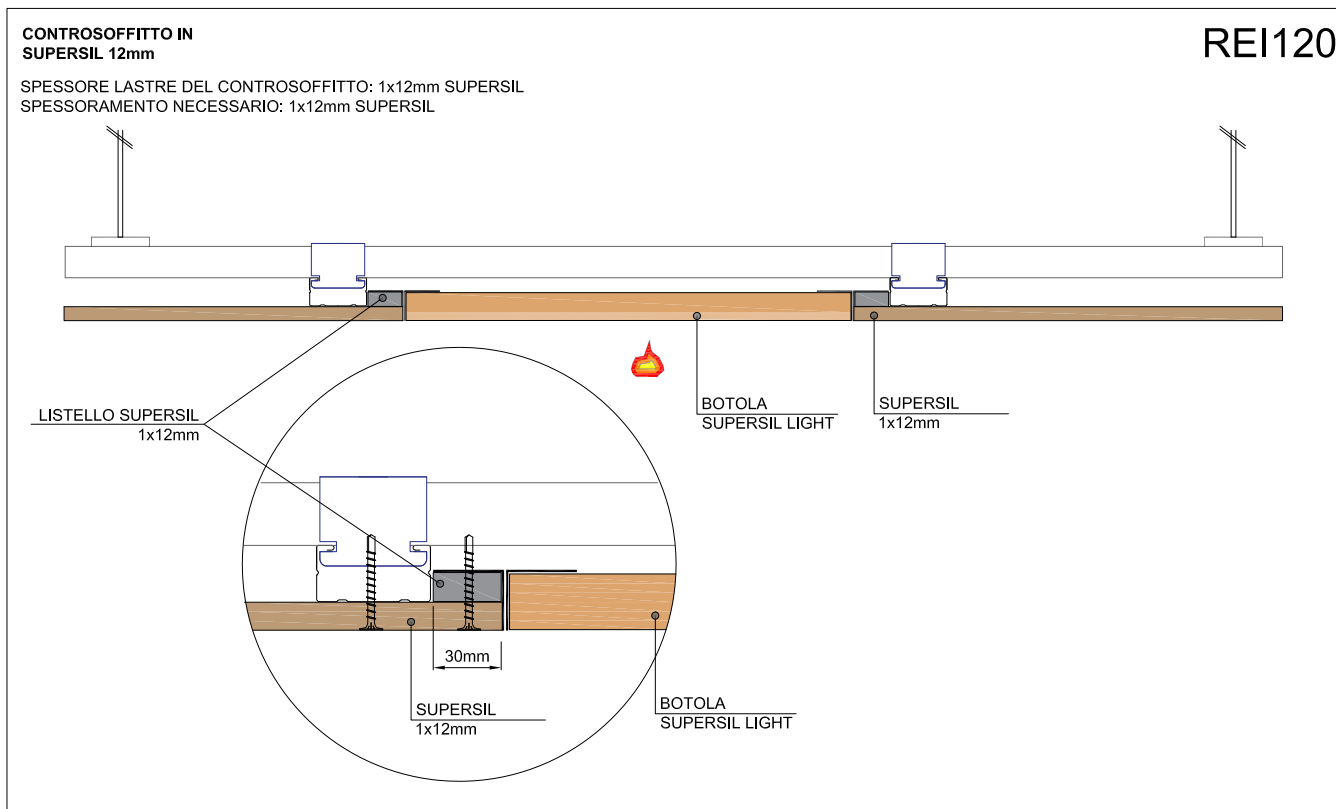 CONTROSOFFITTO IN
SUPERSIL 12mm
REI120
SPESSORE LASTRE DEL CONTROSOFFITTO: 1x12mm SUPERSIL
SPESSORAMENTO NECESSARIO: 1x12mm SUPERSIL
LISTELLO SUPERSIL
1x12mm
BOTOLA
SUPERSIL LIGHT
SUPERSIL
1x12mm
30mm
SUPERSIL
1x12mm
BOTOLA
SUPERSIL LIGHT